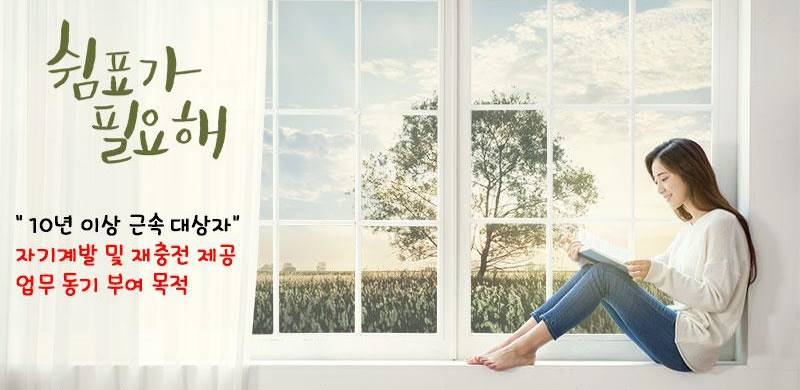 쉼표가
필요해
" 10년 이상 근속 대상자"
자기계발 및 재충전 제공
업무 동기 부여 목적